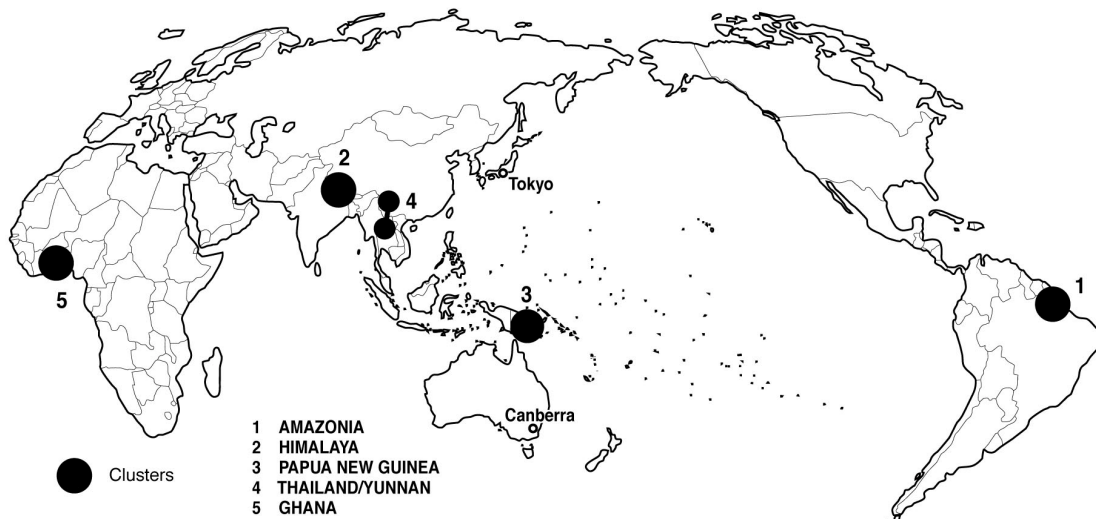 2
4
Tokyo
5
3
1
Canberra
1 AMAZONIA
2 HIMALAYA
3 PAPUA NEW GUINEA
4 THAILAND/YUNNAN
5 GHANA
Clusters